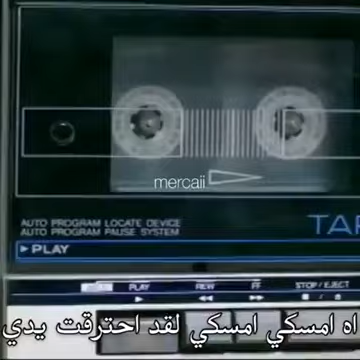 mercaii
AUTO PROGRAM LOCATE DEVICE
AUTO PROGRAM PAUSE SYSTEM
TAP
▶ PLAY
PLAY REW FF STOP / EJECT
اه امسكي امسكي لقد احترقت يدي